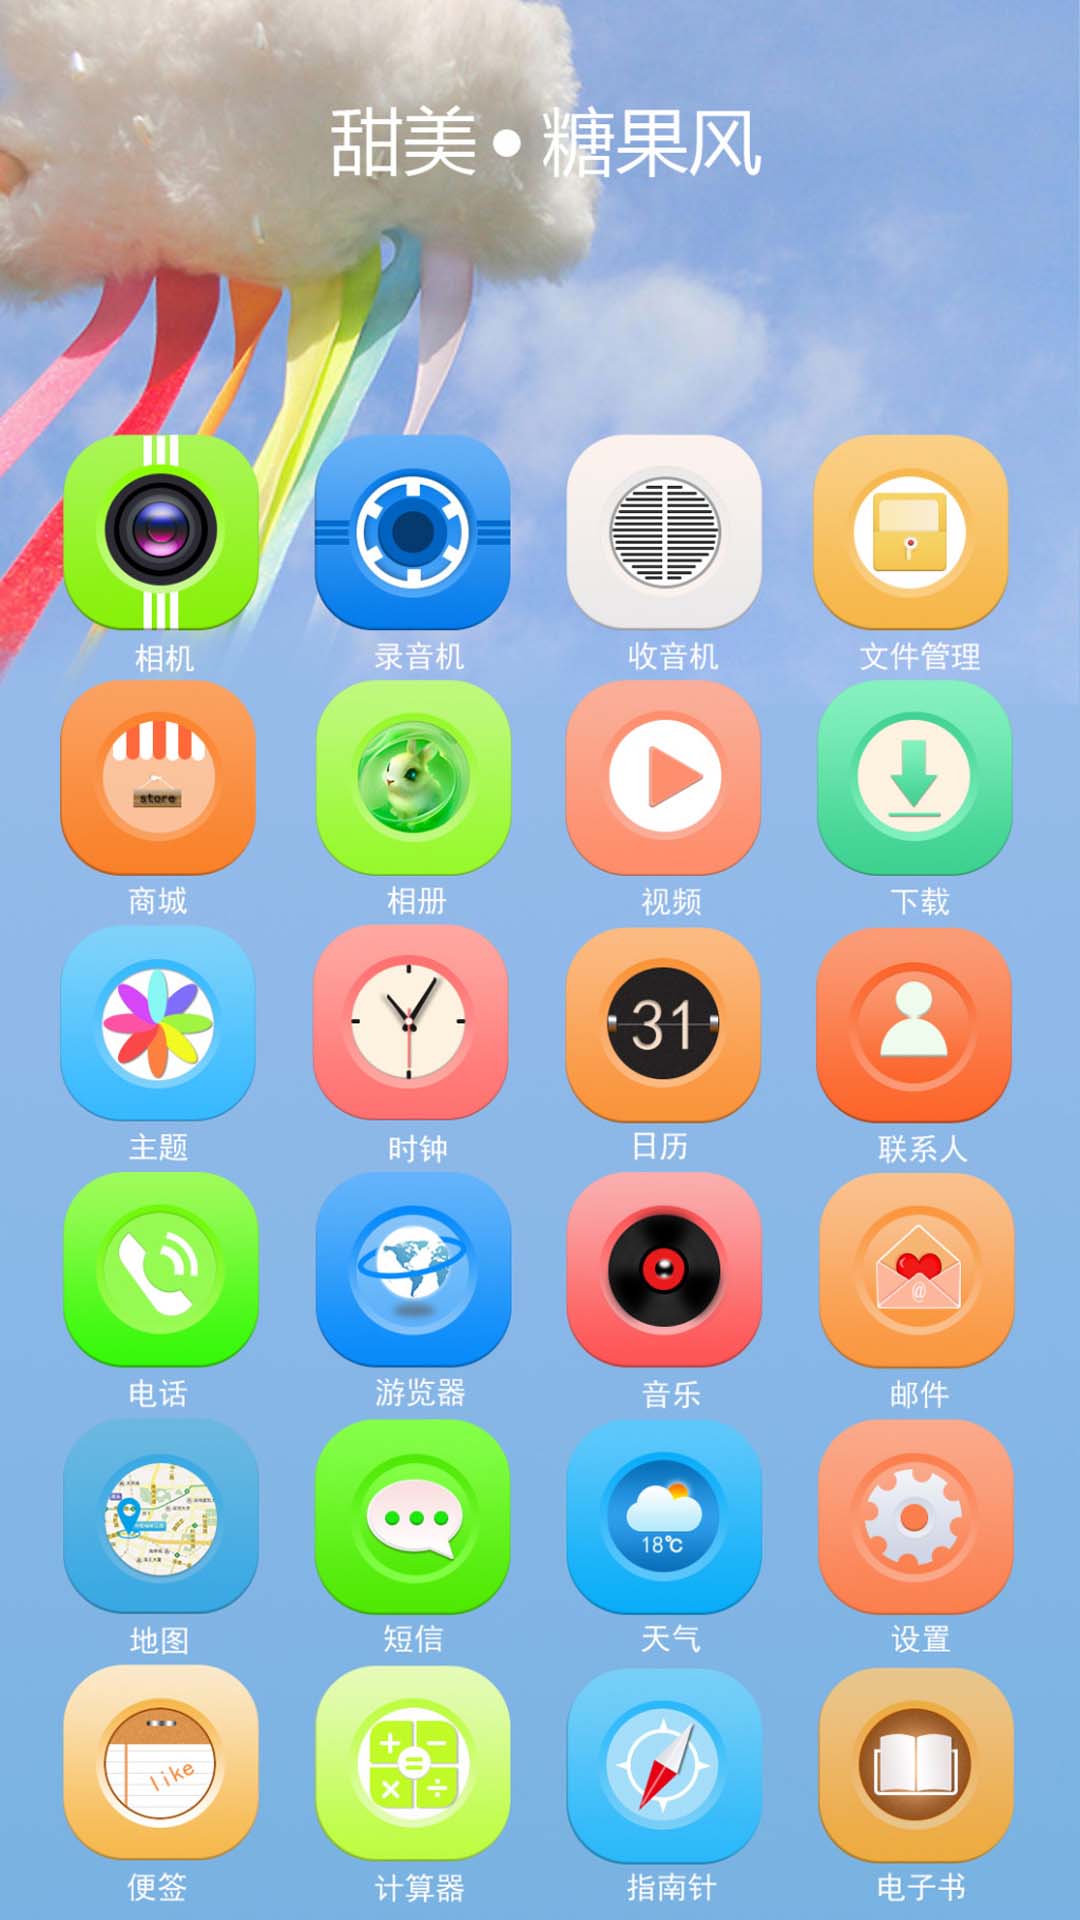 甜美•糖果风
相机 录音机 收音机 文件管理
store
商城 相册 视频 下载
31
主题 时钟 日历 联系人
@
电话 游览器 音乐 邮件
18℃
地图 短信 天气 设置
like
+ −
=
× ÷
便签 计算器 指南针 电子书